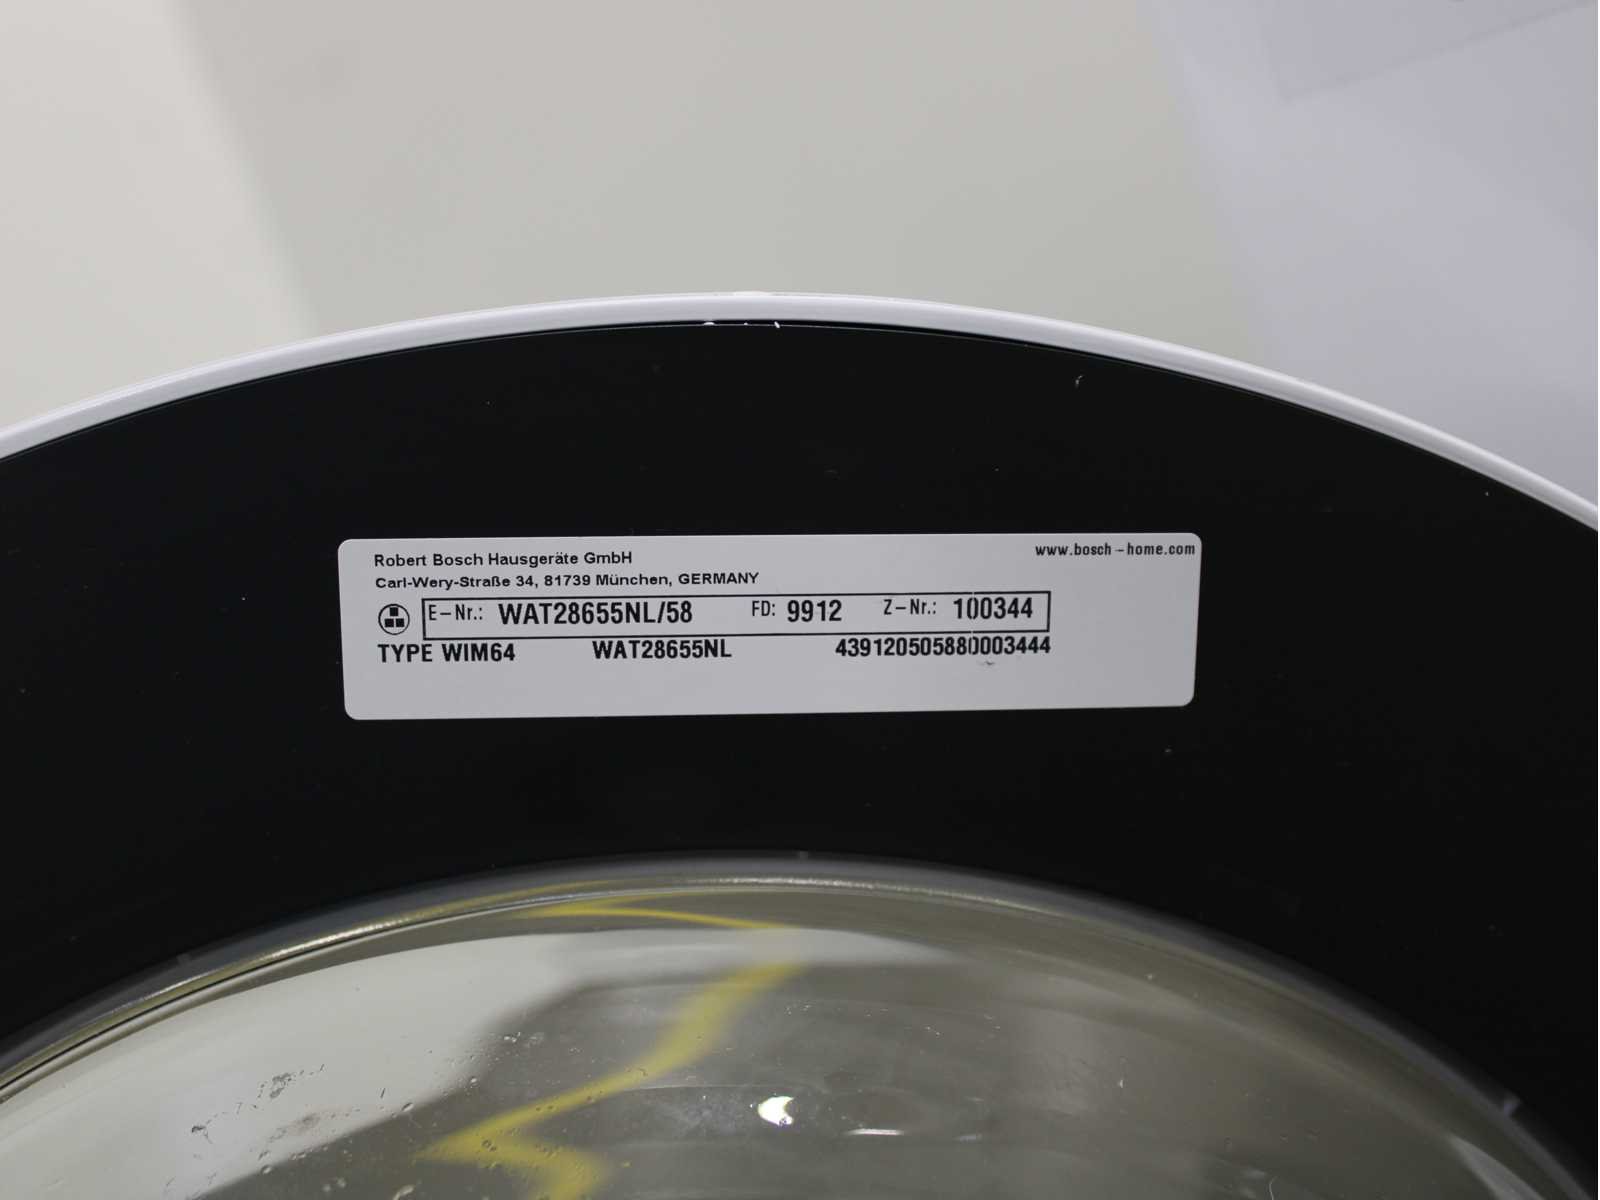 Robert Bosch Hausgeräte GmbH
www.bosch-home.com
Carl-Wery-Straße 34, 81739 München, GERMANY
E-Nr.: WAT28655NL/58 FD: 9912 Z-Nr.: 100344
TYPE WIM64 WAT28655NL 439120505880003444